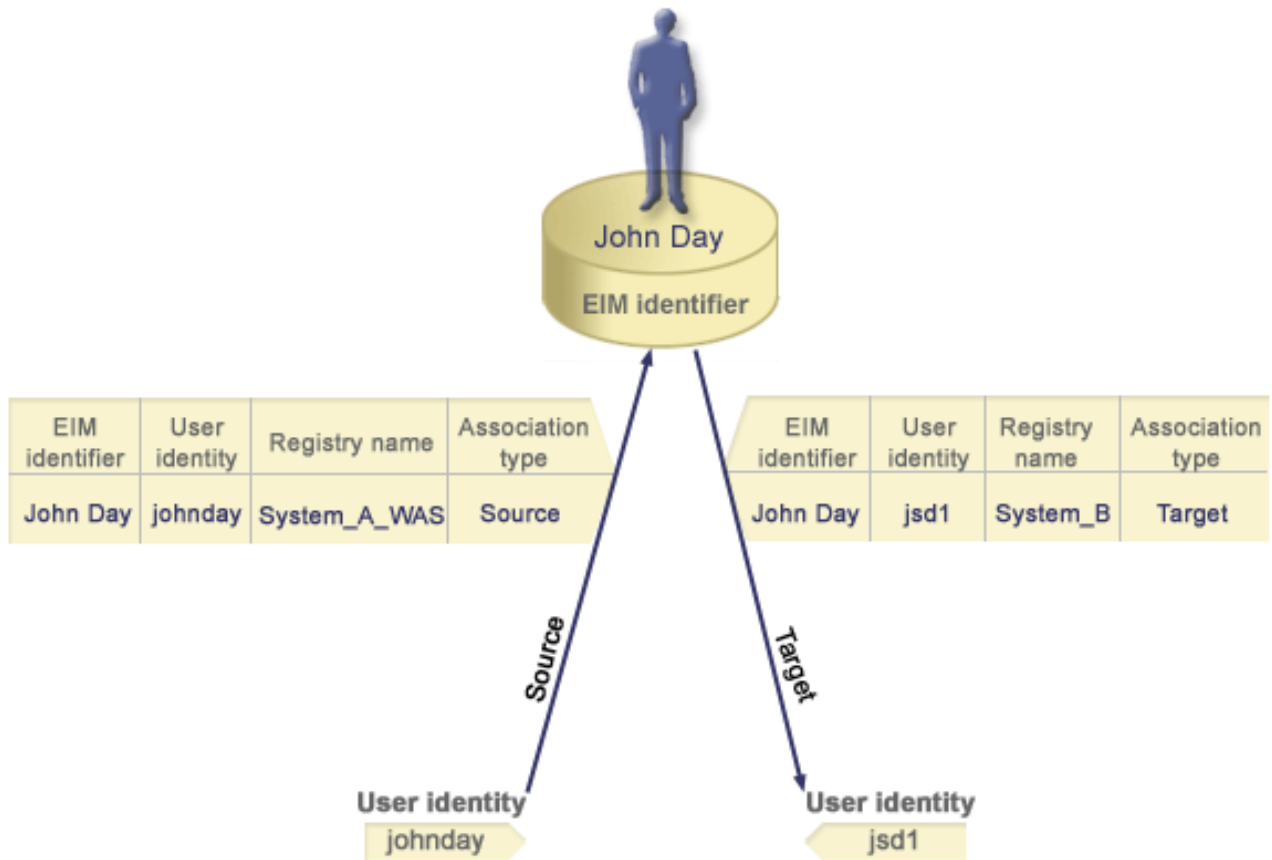 John Day
EIM identifier
EIM identifier User identity Registry name Association type
John Day johnday System_A_WAS Source
EIM identifier User identity Registry name Association type
John Day jsd1 System_B Target
Source
Target
User identity
johnday
User identity
jsd1